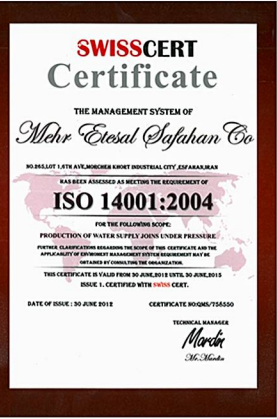 SWISSCERT
Certificate
THE MANAGEMENT SYSTEM OF
Mehr Etesal Safahan Co
NO.265,LOT 1,6TH AVE,MORCHEH KHORT INDUSTRIAL CITY,ESFAHAN,IRAN
HAS BEEN ASSESSED AS MEETING THE REQUIREMENT OF
ISO 14001:2004
FOR THE FOLLOWING SCOPE:
PRODUCTION OF WATER SUPPLY JOINS UNDER PRESSURE
FURTHER CLARIFICATIONS REGARDING THE SCOPE OF THIS CERTIFICATE AND THE
APPLICABILITY OF ENVIROMENT MANAGEMENT SYSTEM REQUIREMENT MAY BE
OBTAINED BY CONSULTING THE ORGANIZATION.
THIS CERTIFICATE IS VALID FROM 30 JUNE,2012 UNTIL 30 JUNE,2015
ISSUE 1. CERTIFIED WITH SWISS CERT.
DATE OF ISSUE : 30 JUNE 2012 CERTIFICATE NO:QMS/758550
TECHNICAL MANAGER
Mardin
Mr.Mardin